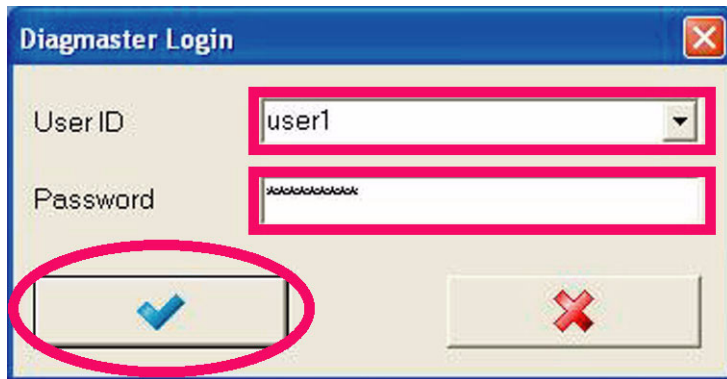 Diagmaster Login
User ID
user1
Password
**********